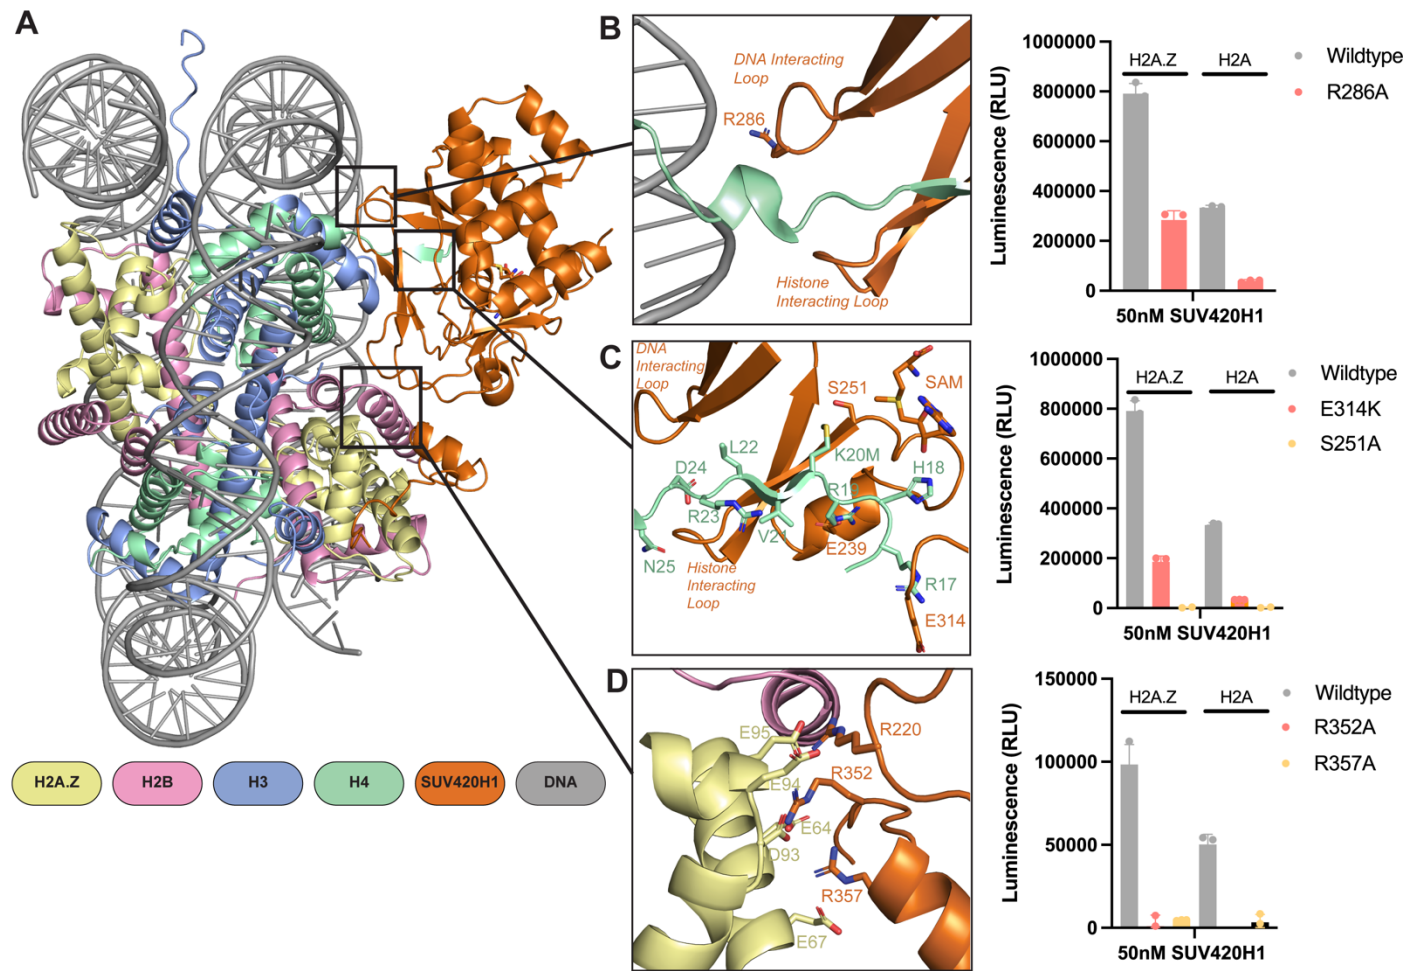 A
H2A.Z
H2B
H3
H4
SUV420H1
DNA
B
DNA Interacting
Loop
R286
Histone
Interacting Loop
Luminescence (RLU)
1000000
800000
600000
400000
200000
0
H2A.Z
H2A
50nM SUV420H1
Wildtype
R286A
C
DNA
Interacting
Loop
S251
SAM
L22
K20M
D24
H18
R23
V21
E239
N25
Histone
Interacting
Loop
R17
E314
Luminescence (RLU)
1000000
800000
600000
400000
200000
0
H2A.Z
H2A
50nM SUV420H1
Wildtype
E314K
S251A
D
E95
R220
R352
E94
E64
D93
R357
E67
Luminescence (RLU)
150000
100000
50000
0
H2A.Z
H2A
50nM SUV420H1
Wildtype
R352A
R357A